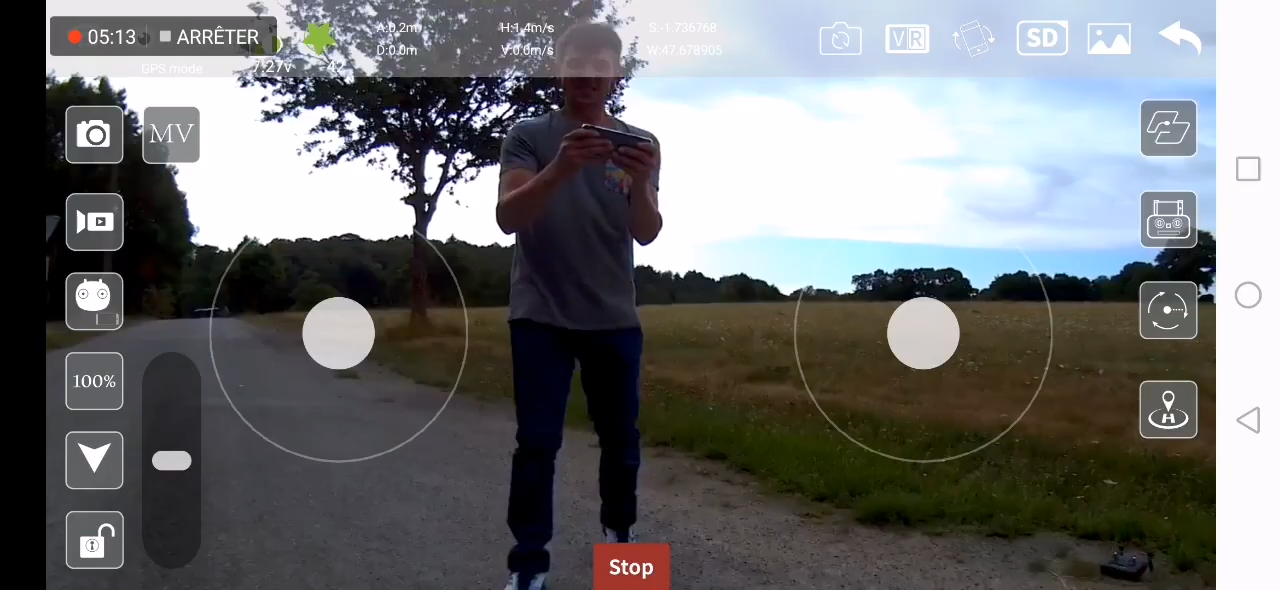 05:13 ARRÊTER
A:0.2m
H:1.4m/s
S:-1.736768
D:0.0m
V:0.0m/s
W:47.678905
GPS mode
7.27v
VR
SD
MV
100%
H
Stop